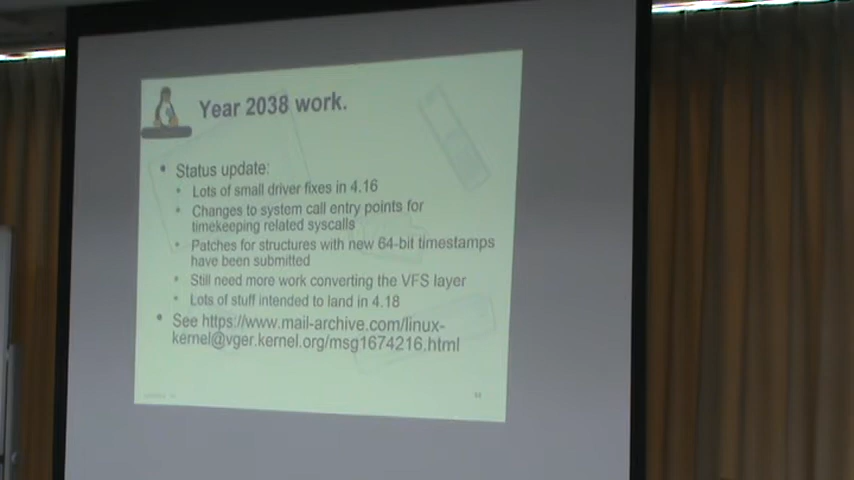 Year 2038 work.
• Status update:
• Lots of small driver fixes in 4.16
• Changes to system call entry points for
timekeeping related syscalls
• Patches for structures with new 64-bit timestamps
have been submitted
• Still need more work converting the VFS layer
• Lots of stuff intended to land in 4.18
• See https://www.mail-archive.com/linux-
kernel@vger.kernel.org/msg1674216.html